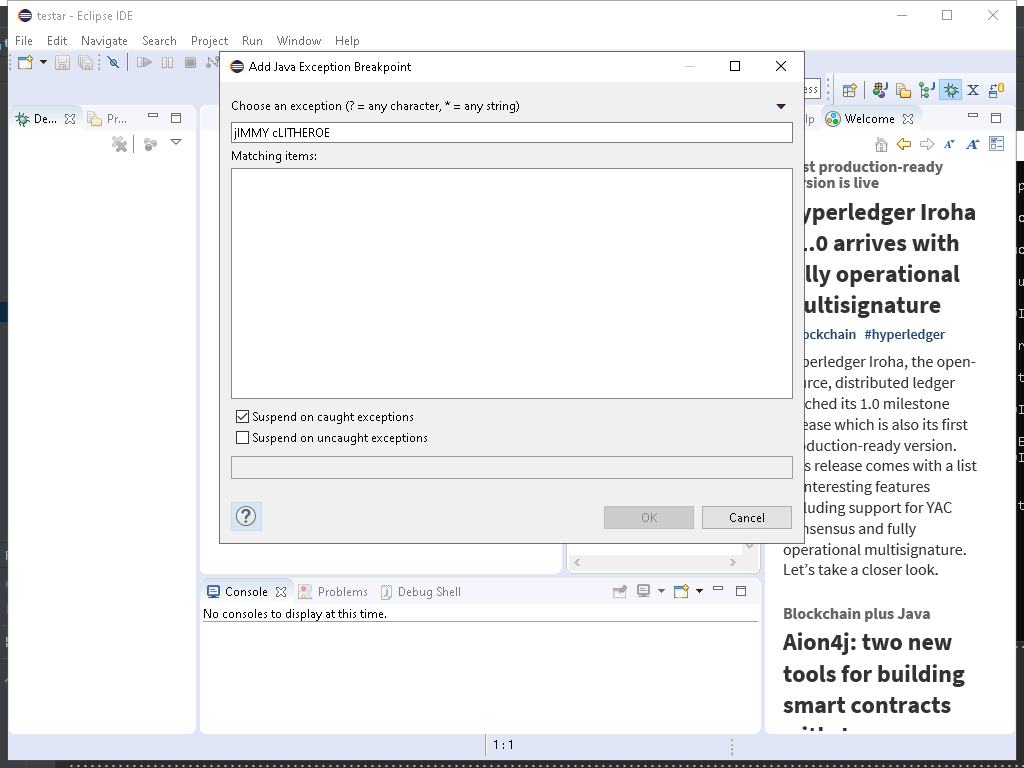 testar - Eclipse IDE
File Edit Navigate Search Project Run Window Help
Add Java Exception Breakpoint
Choose an exception (? = any character, * = any string)
jIMMY cLITHEROE
Matching items:
Suspend on caught exceptions
Suspend on uncaught exceptions
OK Cancel
ess
De... Pr...
lp Welcome
st production-ready
rsion is live
yperledger Iroha
.0 arrives with
lly operational
ultisignature
ockchain #hyperledger
perledger Iroha, the open-
urce, distributed ledger
ched its 1.0 milestone
ease which is also its first
oduction-ready version.
s release comes with a list
interesting features
luding support for YAC
nsensus and fully
operational multisignature.
Let's take a closer look.
Blockchain plus Java
Aion4j: two new
tools for building
smart contracts
Console Problems Debug Shell
No consoles to display at this time.
1 : 1